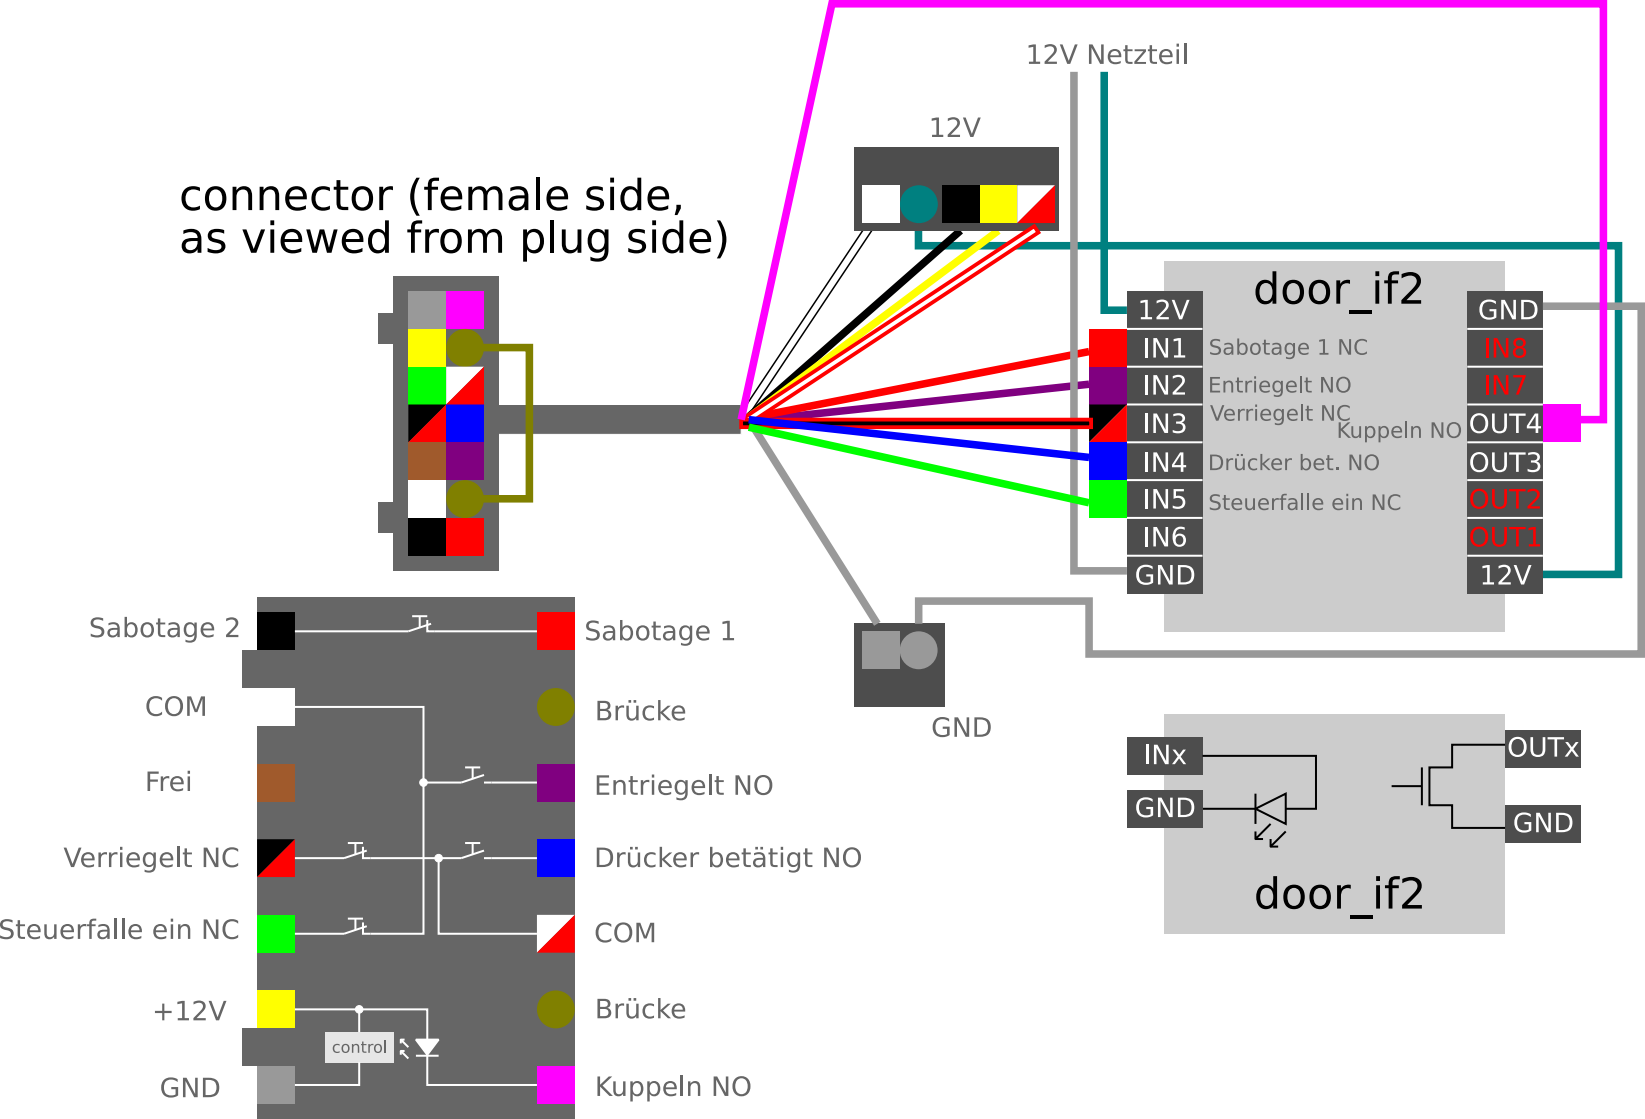 12V Netzteil
12V
connector (female side,
as viewed from plug side)
door_if2
12V
IN1
Sabotage 1 NC
IN2
Entriegelt NO
IN3
Verriegelt NC
IN4
Drücker bet. NO
IN5
Steuerfalle ein NC
IN6
GND
GND
IN8
IN7
Kuppeln NO
OUT4
OUT3
OUT2
OUT1
12V
GND
Sabotage 2
Sabotage 1
COM
Brücke
Frei
Entriegelt NO
Verriegelt NC
Drücker betätigt NO
Steuerfalle ein NC
COM
+12V
Brücke
control
GND
Kuppeln NO
INx
GND
OUTx
GND
door_if2